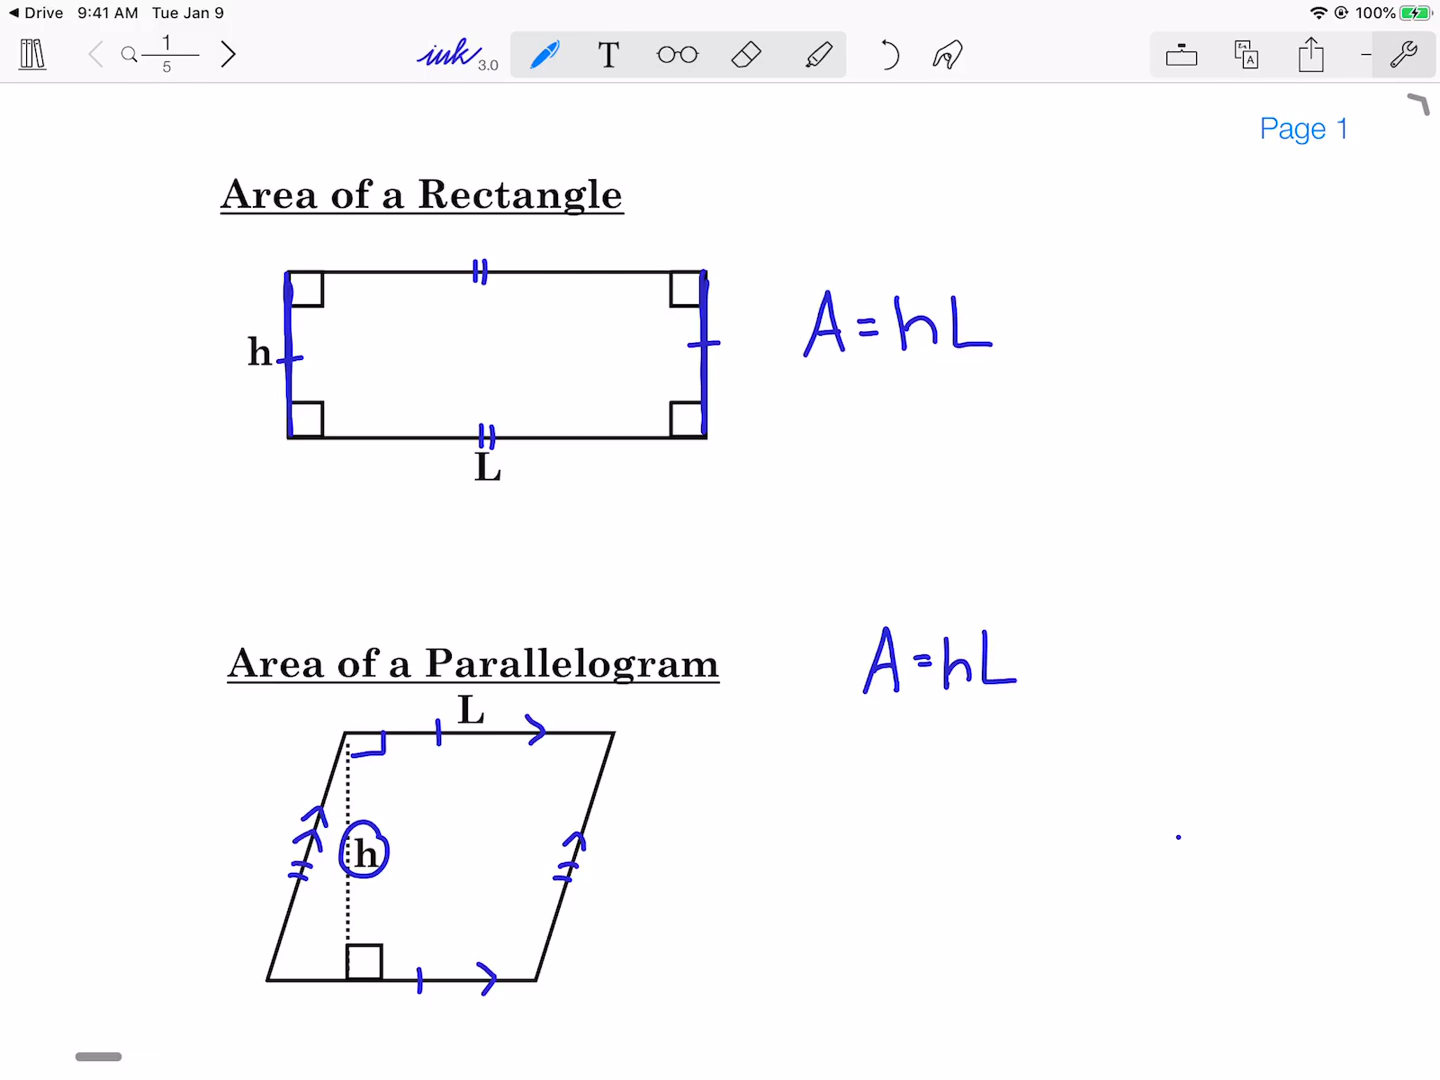 Drive 9:41 AM Tue Jan 9 100%
1
5
ink 3.0
T
A
Page 1
Area of a Rectangle
h
L
A = hL
Area of a Parallelogram
A = hL
L
h